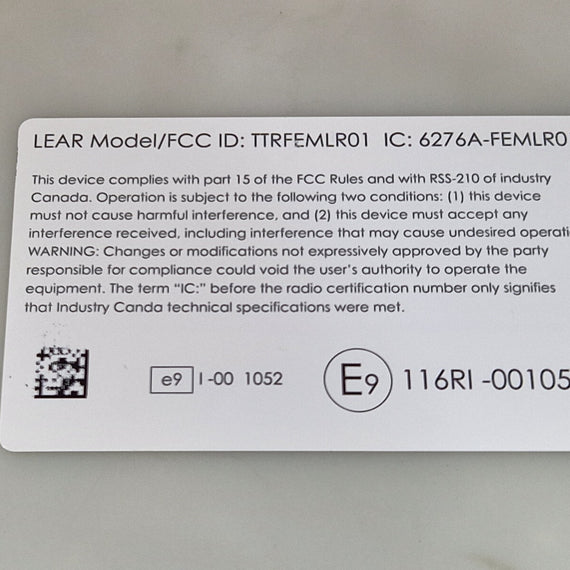 LEAR Model/FCC ID: TTRFEMLR01 IC: 6276A-FEMLR0
This device complies with part 15 of the FCC Rules and with RSS-210 of industry
Canada. Operation is subject to the following two conditions: (1) this device
must not cause harmful interference, and (2) this device must accept any
interference received, including interference that may cause undesired operati
WARNING: Changes or modifications not expressively approved by the party
responsible for compliance could void the user's authority to operate the
equipment. The term "IC:" before the radio certification number only signifies
that Industry Canda technical specifications were met.
e9 I-00 1052 E9 116RI -00105